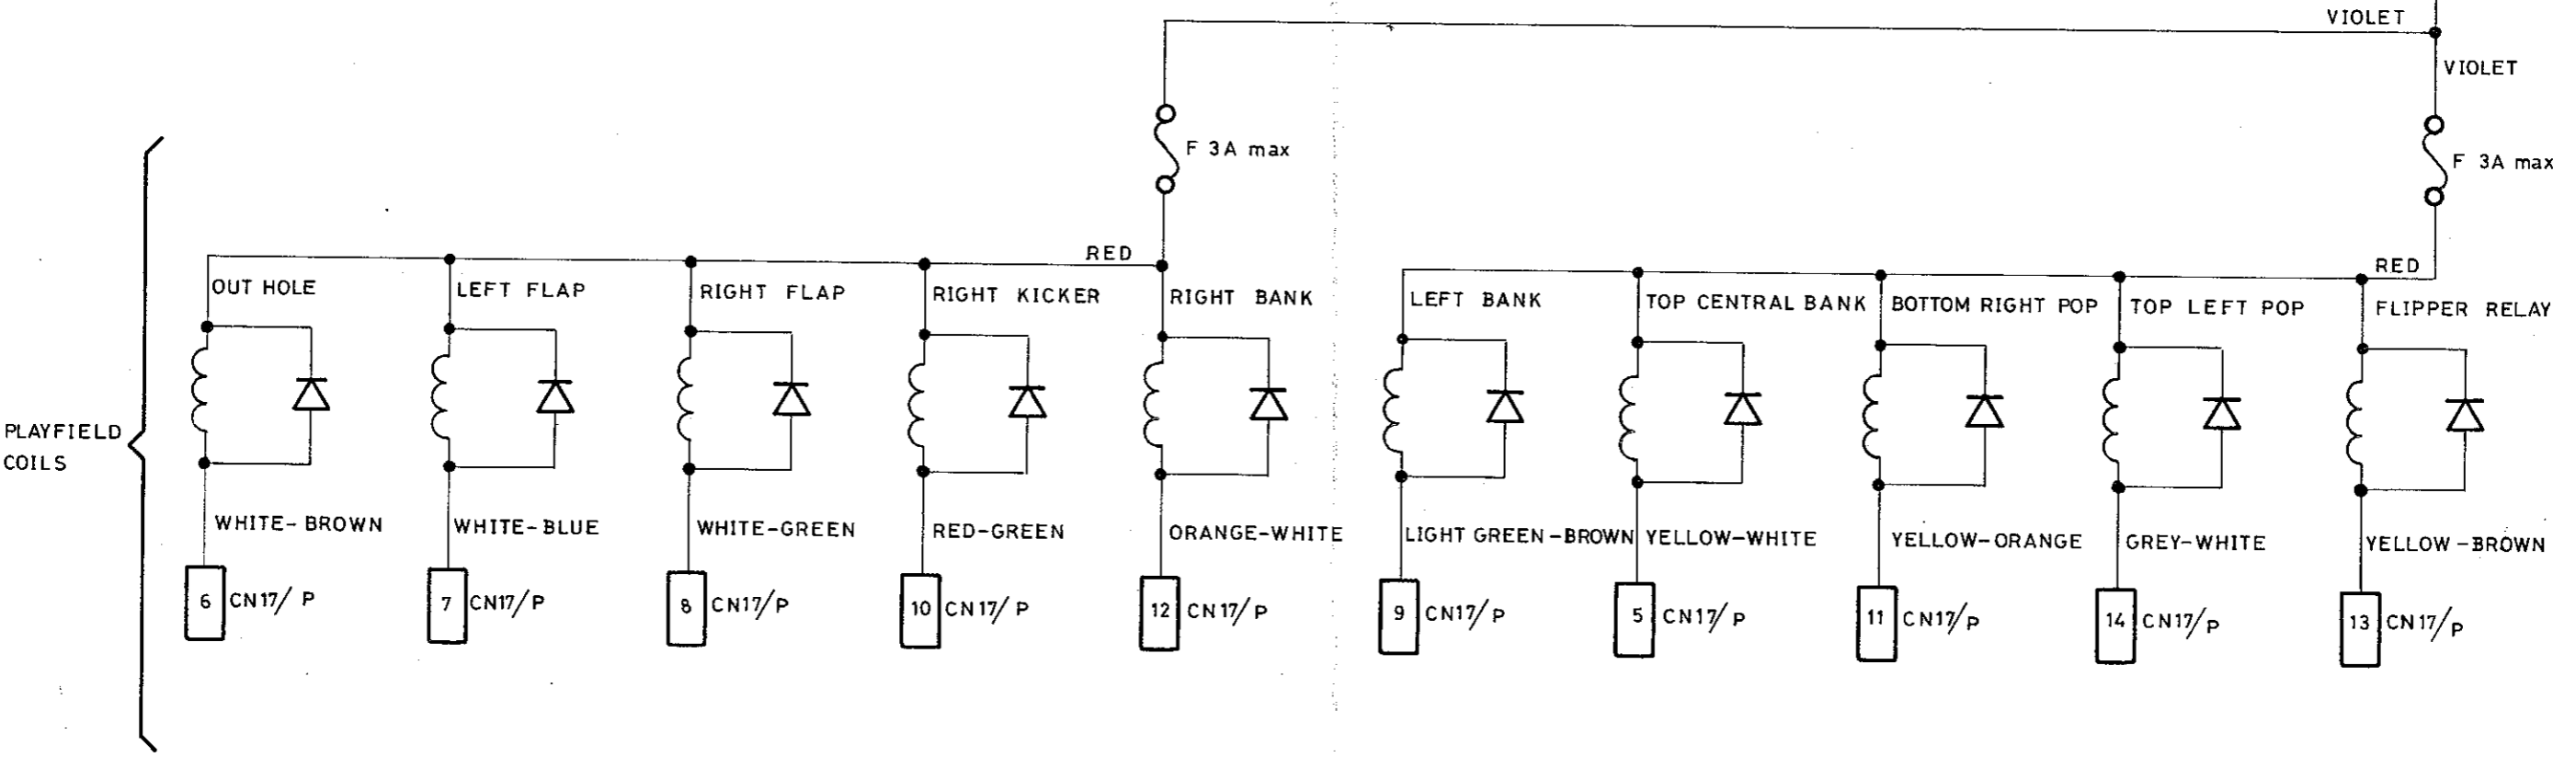 VIOLET
VIOLET
F 3A max
F 3A max
RED
RED
OUT HOLE
LEFT FLAP
RIGHT FLAP
RIGHT KICKER
RIGHT BANK
LEFT BANK
TOP CENTRAL BANK
BOTTOM RIGHT POP
TOP LEFT POP
FLIPPER RELAY
PLAYFIELD
COILS
WHITE-BROWN
WHITE-BLUE
WHITE-GREEN
RED-GREEN
ORANGE-WHITE
LIGHT GREEN-BROWN
YELLOW-WHITE
YELLOW-ORANGE
GREY-WHITE
YELLOW-BROWN
6 CN17/P
7 CN17/P
8 CN17/P
10 CN17/P
12 CN17/P
9 CN17/P
5 CN17/P
11 CN17/P
14 CN17/P
13 CN17/P